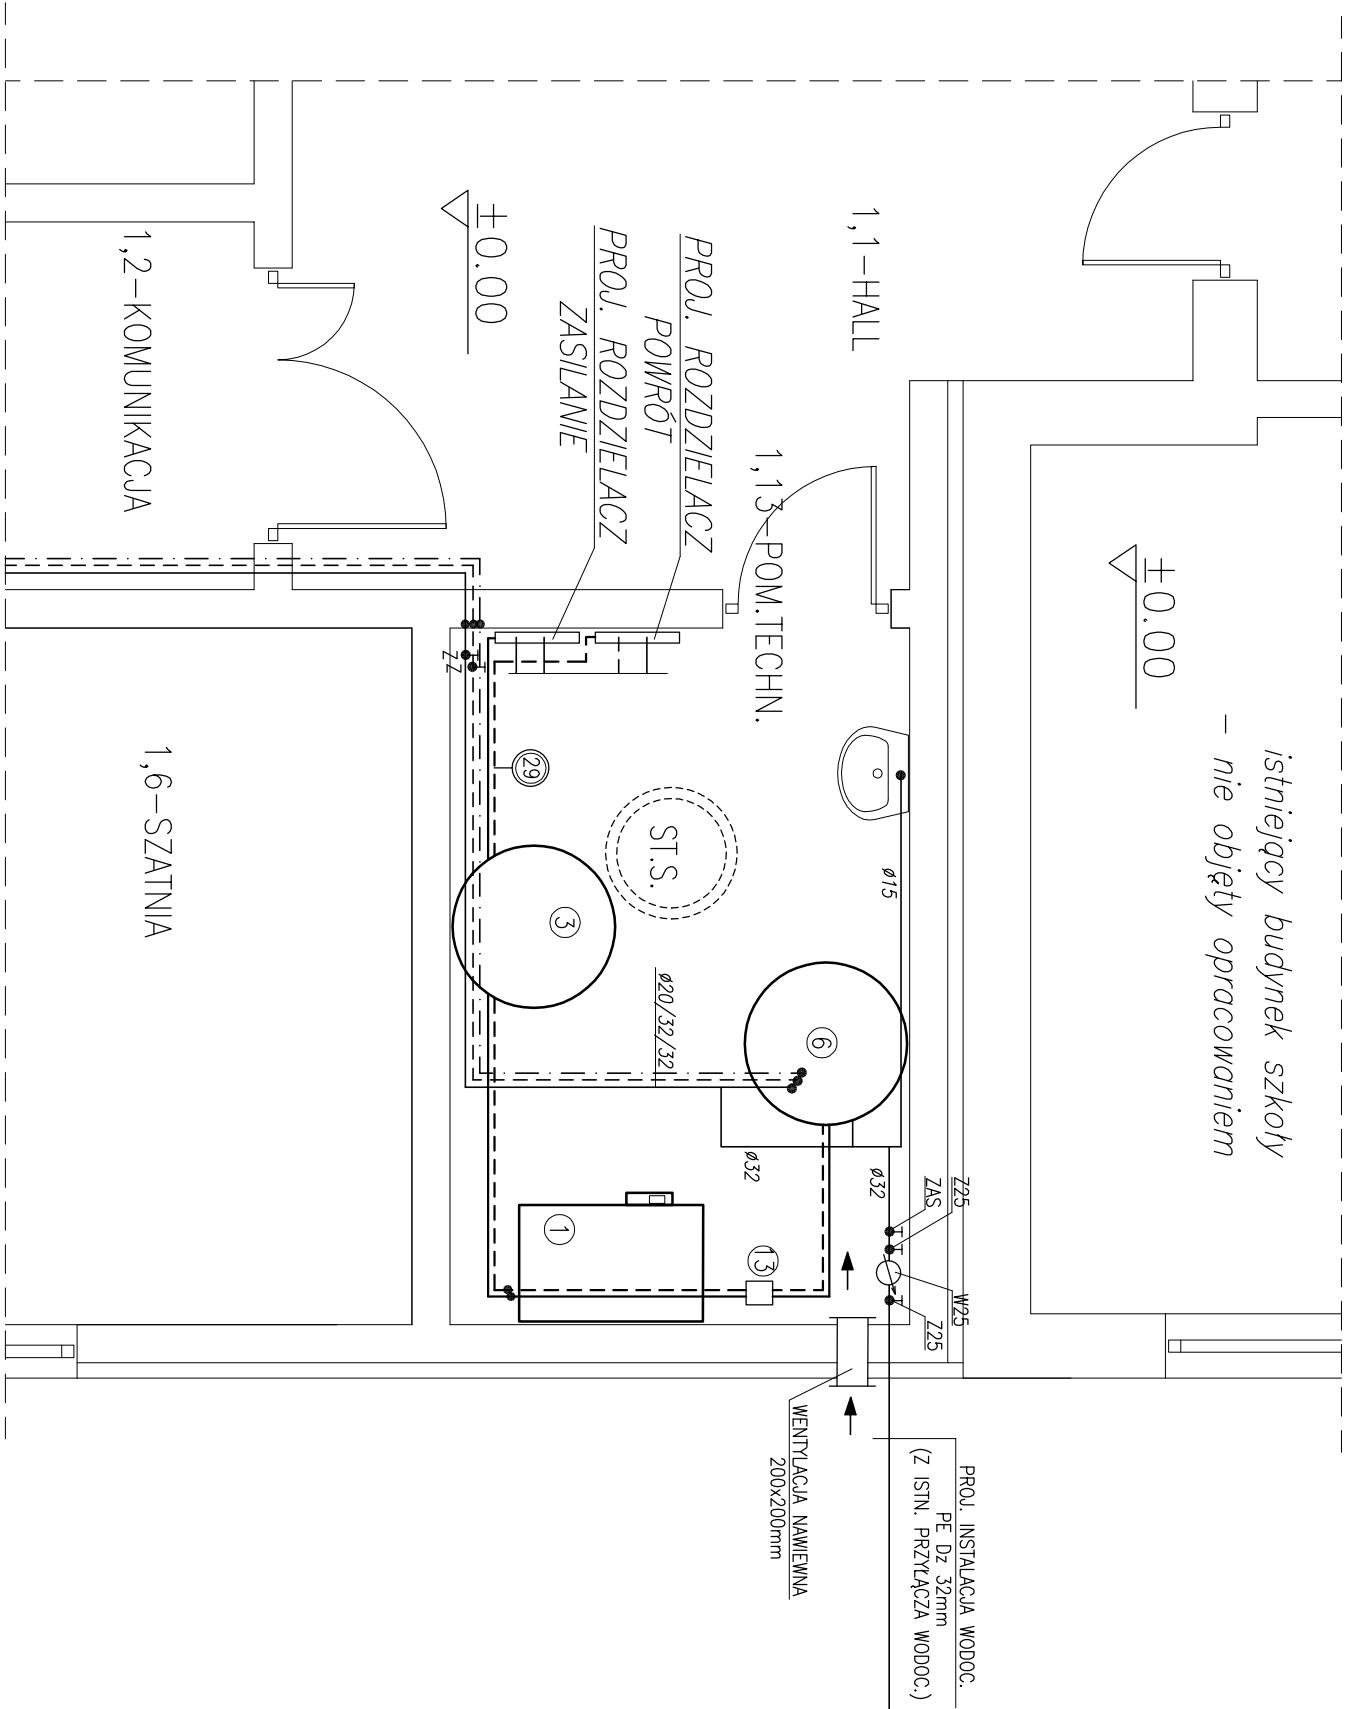 istniejący budynek szkoły
- nie objęty opracowaniem
±0.00
1,1-HALL
1,13-POM.TECHN.
PROJ. ROZDZIELACZ
POWRÓT
PROJ. ROZDZIELACZ
ZASILANIE
±0.00
1,2-KOMUNIKACJA
1,6-SZATNIA
ZZ
29
ST.S.
3
ø15
6
ø20/32/32
ø32
ø32
1
13
Z25
ZAS
W25
Z25
PROJ. INSTALACJA WODOC.
PE Dz 32mm
(Z ISTN. PRZYŁĄCZA WODOC.)
WENTYLACJA NAWIEWNA
200x200mm